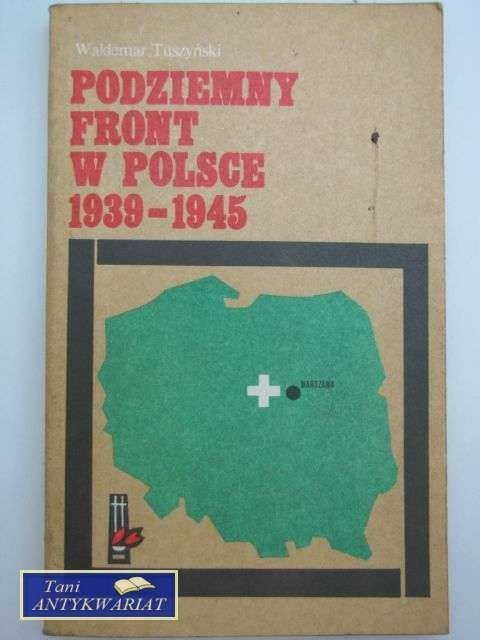 Waldemar Tuszyński
PODZIEMNY
FRONT
W POLSCE
1939-1945
WARSZAWA
Tani
ANTYKWARIAT